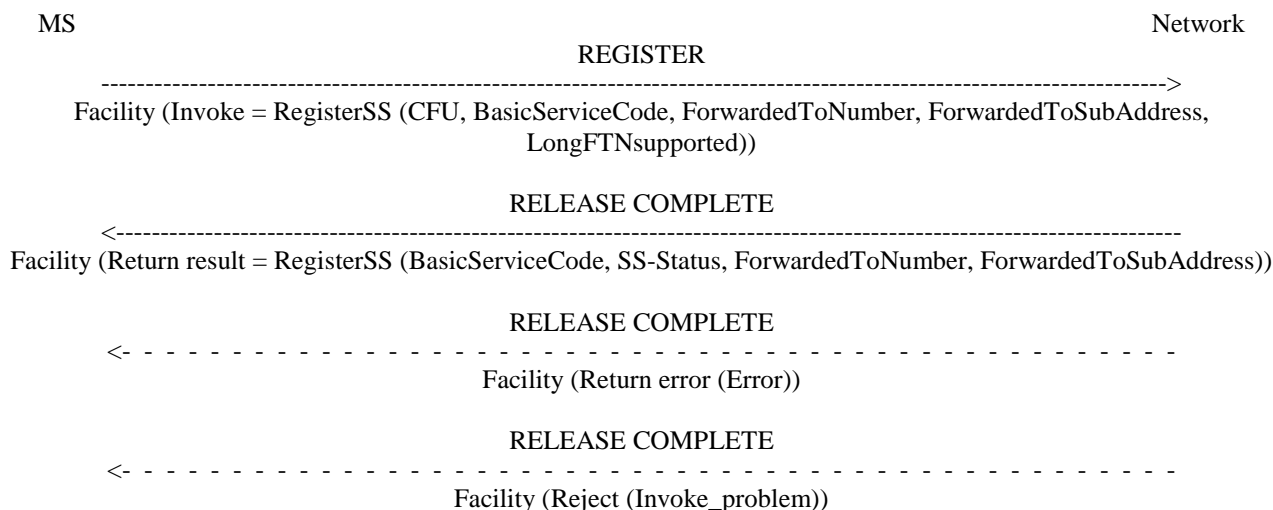 MS Network
REGISTER
Facility (Invoke = RegisterSS (CFU, BasicServiceCode, ForwardedToNumber, ForwardedToSubAddress,
LongFTNsupported))
RELEASE COMPLETE
Facility (Return result = RegisterSS (BasicServiceCode, SS-Status, ForwardedToNumber, ForwardedToSubAddress))
RELEASE COMPLETE
Facility (Return error (Error))
RELEASE COMPLETE
Facility (Reject (Invoke_problem))